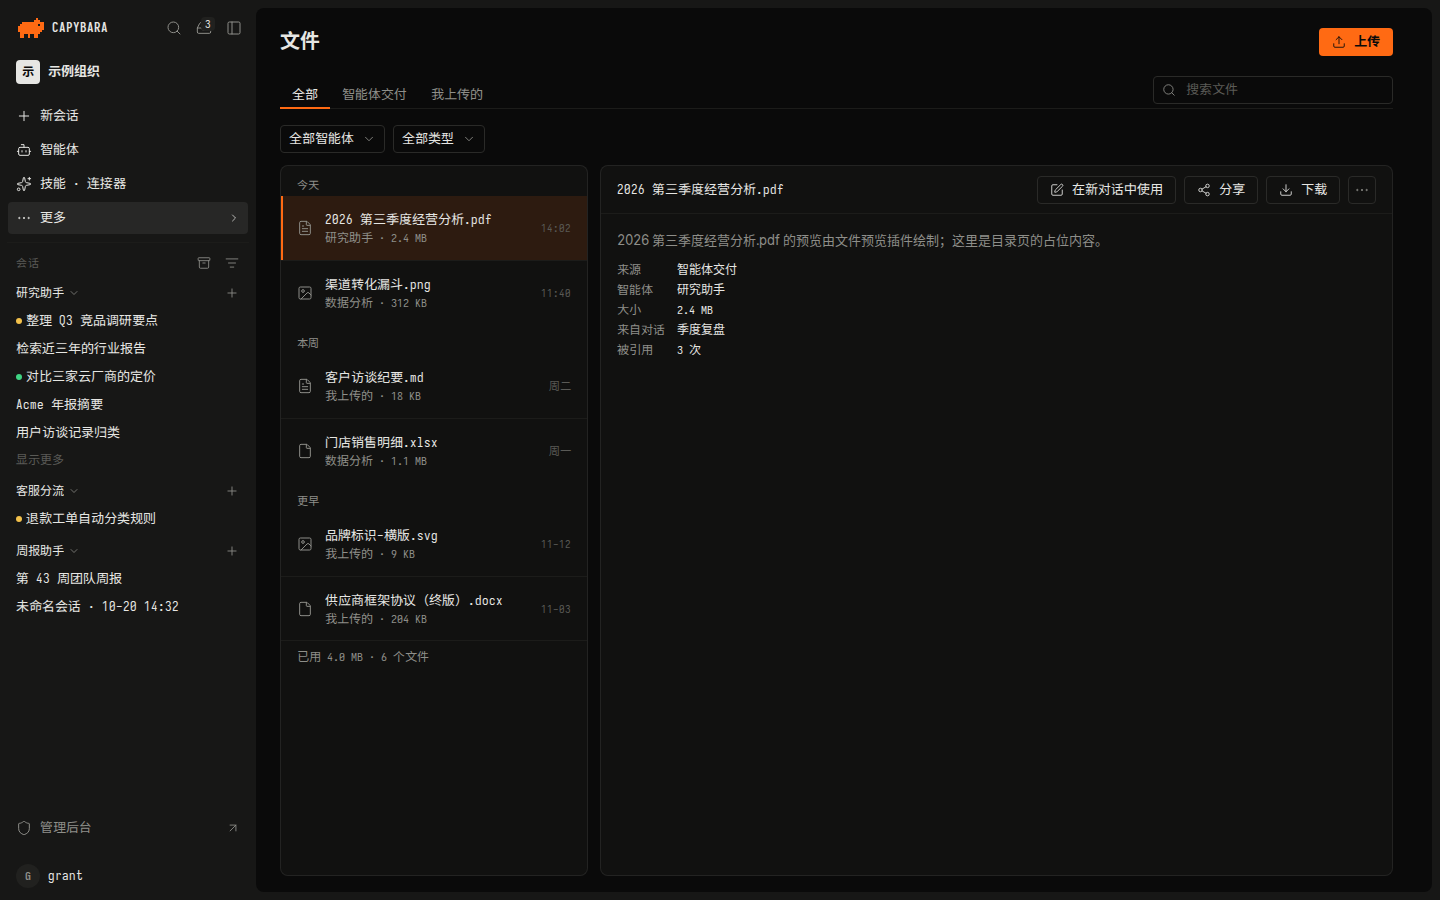 CAPYBARA
3
示 示例组织
新会话
智能体
技能 · 连接器
更多
会话
研究助手
整理 Q3 竞品调研要点
检索近三年的行业报告
对比三家云厂商的定价
Acme 年报摘要
用户访谈记录归类
显示更多
客服分流
退款工单自动分类规则
周报助手
第 43 周团队周报
未命名会话 · 10-20 14:32
管理后台
G grant
文件
上传
全部 智能体交付 我上传的
搜索文件
全部智能体 全部类型
今天
2026 第三季度经营分析.pdf
研究助手 · 2.4 MB
14:02
渠道转化漏斗.png
数据分析 · 312 KB
11:40
本周
客户访谈纪要.md
我上传的 · 18 KB
周二
门店销售明细.xlsx
数据分析 · 1.1 MB
周一
更早
品牌标识-横版.svg
我上传的 · 9 KB
11-12
供应商框架协议（终版）.docx
我上传的 · 204 KB
11-03
已用 4.0 MB · 6 个文件
2026 第三季度经营分析.pdf
在新对话中使用 分享 下载
2026 第三季度经营分析.pdf 的预览由文件预览插件绘制；这里是目录页的占位内容。
来源 智能体交付
智能体 研究助手
大小 2.4 MB
来自对话 季度复盘
被引用 3 次